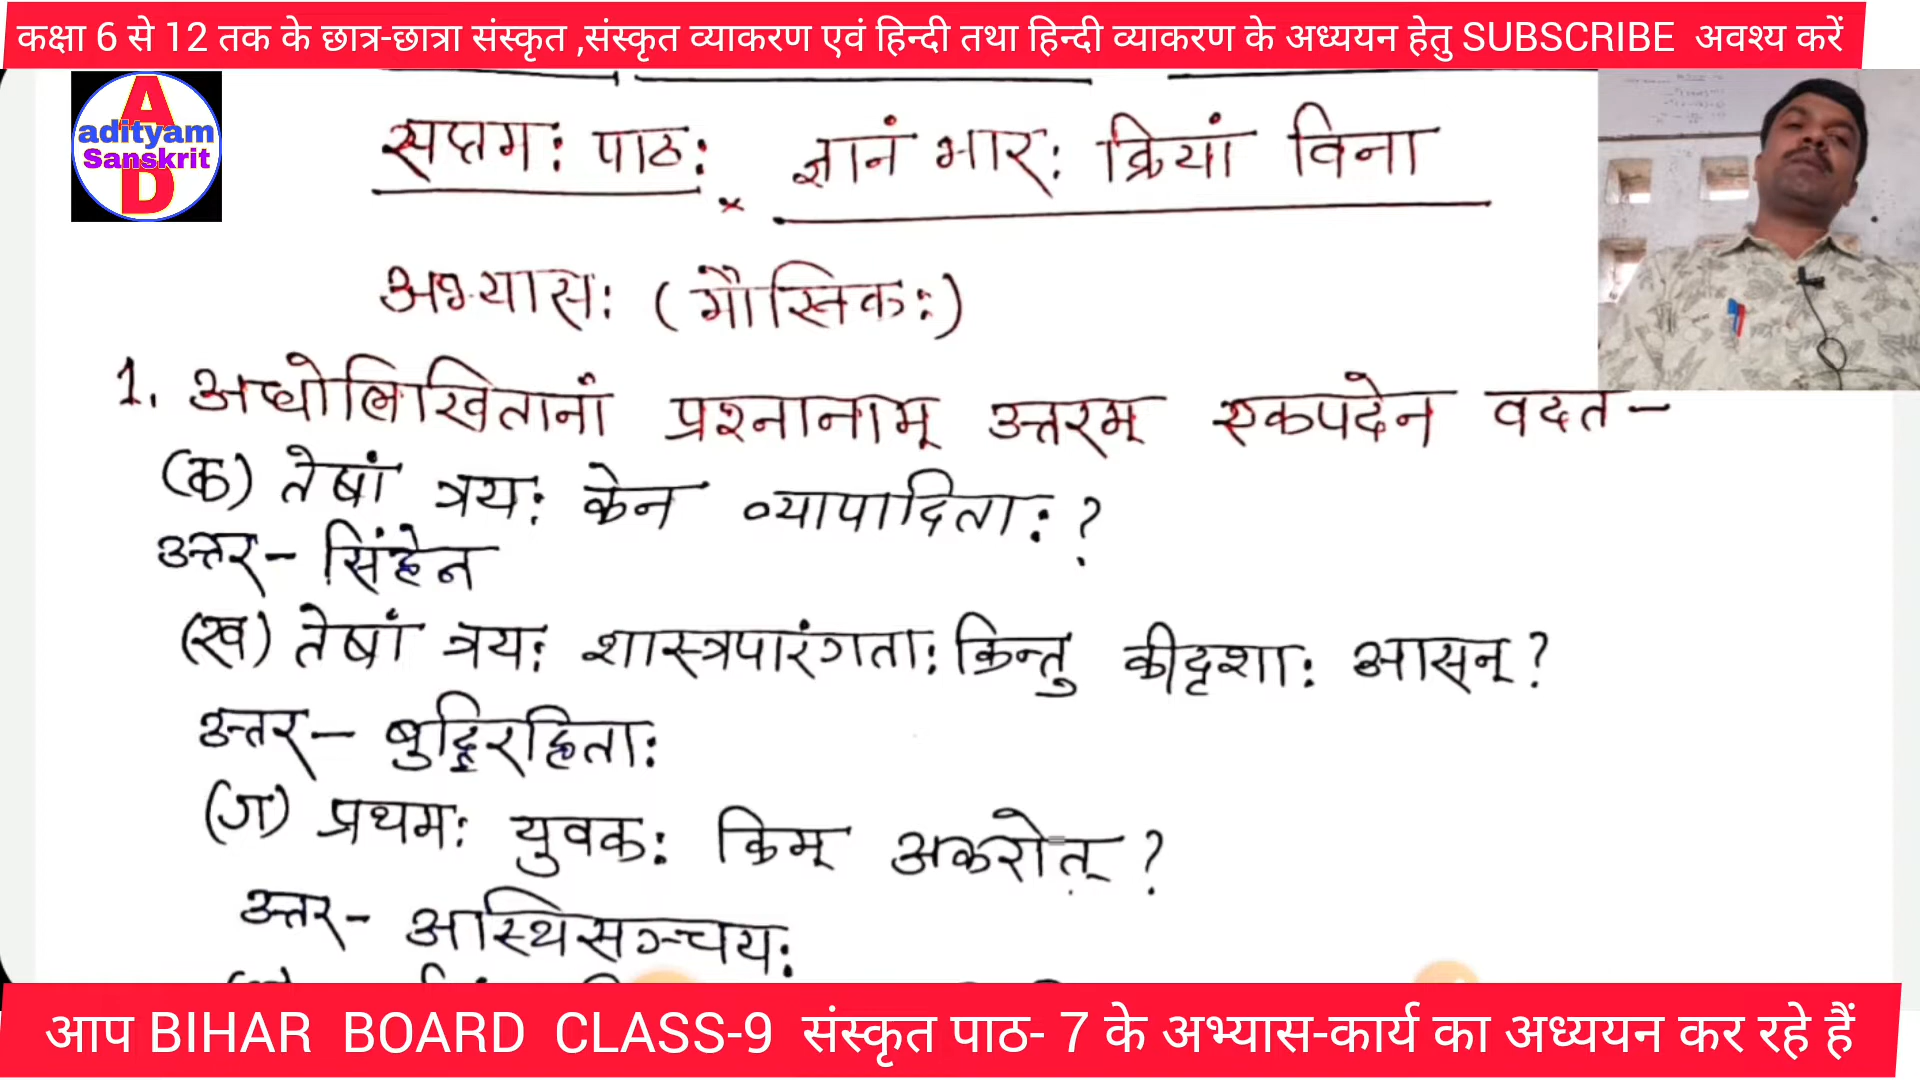 कक्षा 6 से 12 तक के छात्र-छात्रा संस्कृत ,संस्कृत व्याकरण एवं हिन्दी तथा हिन्दी व्याकरण के अध्ययन हेतु SUBSCRIBE अवश्य करें
A
adityam
Sanskrit
D
सप्तम: पाठ: ज्ञानं भार: क्रियां विना
अभ्यास: (मौखिक:)
1. अधोलिखितानां प्रश्नानाम् उत्तरम् एकपदेन वदत -
(क) तेषां त्रय: केन व्यापादिता: ?
उत्तर - सिंहेन
(ख) तेषां त्रय: शास्त्रपारंगता: किन्तु कीदृशा: आसन् ?
उत्तर - बुद्धिरहिता:
(ग) प्रथम: युवक: किम् अकरोत् ?
उत्तर - अस्थिसञ्चय:
आप BIHAR BOARD CLASS-9 संस्कृत पाठ- 7 के अभ्यास-कार्य का अध्ययन कर रहे हैं